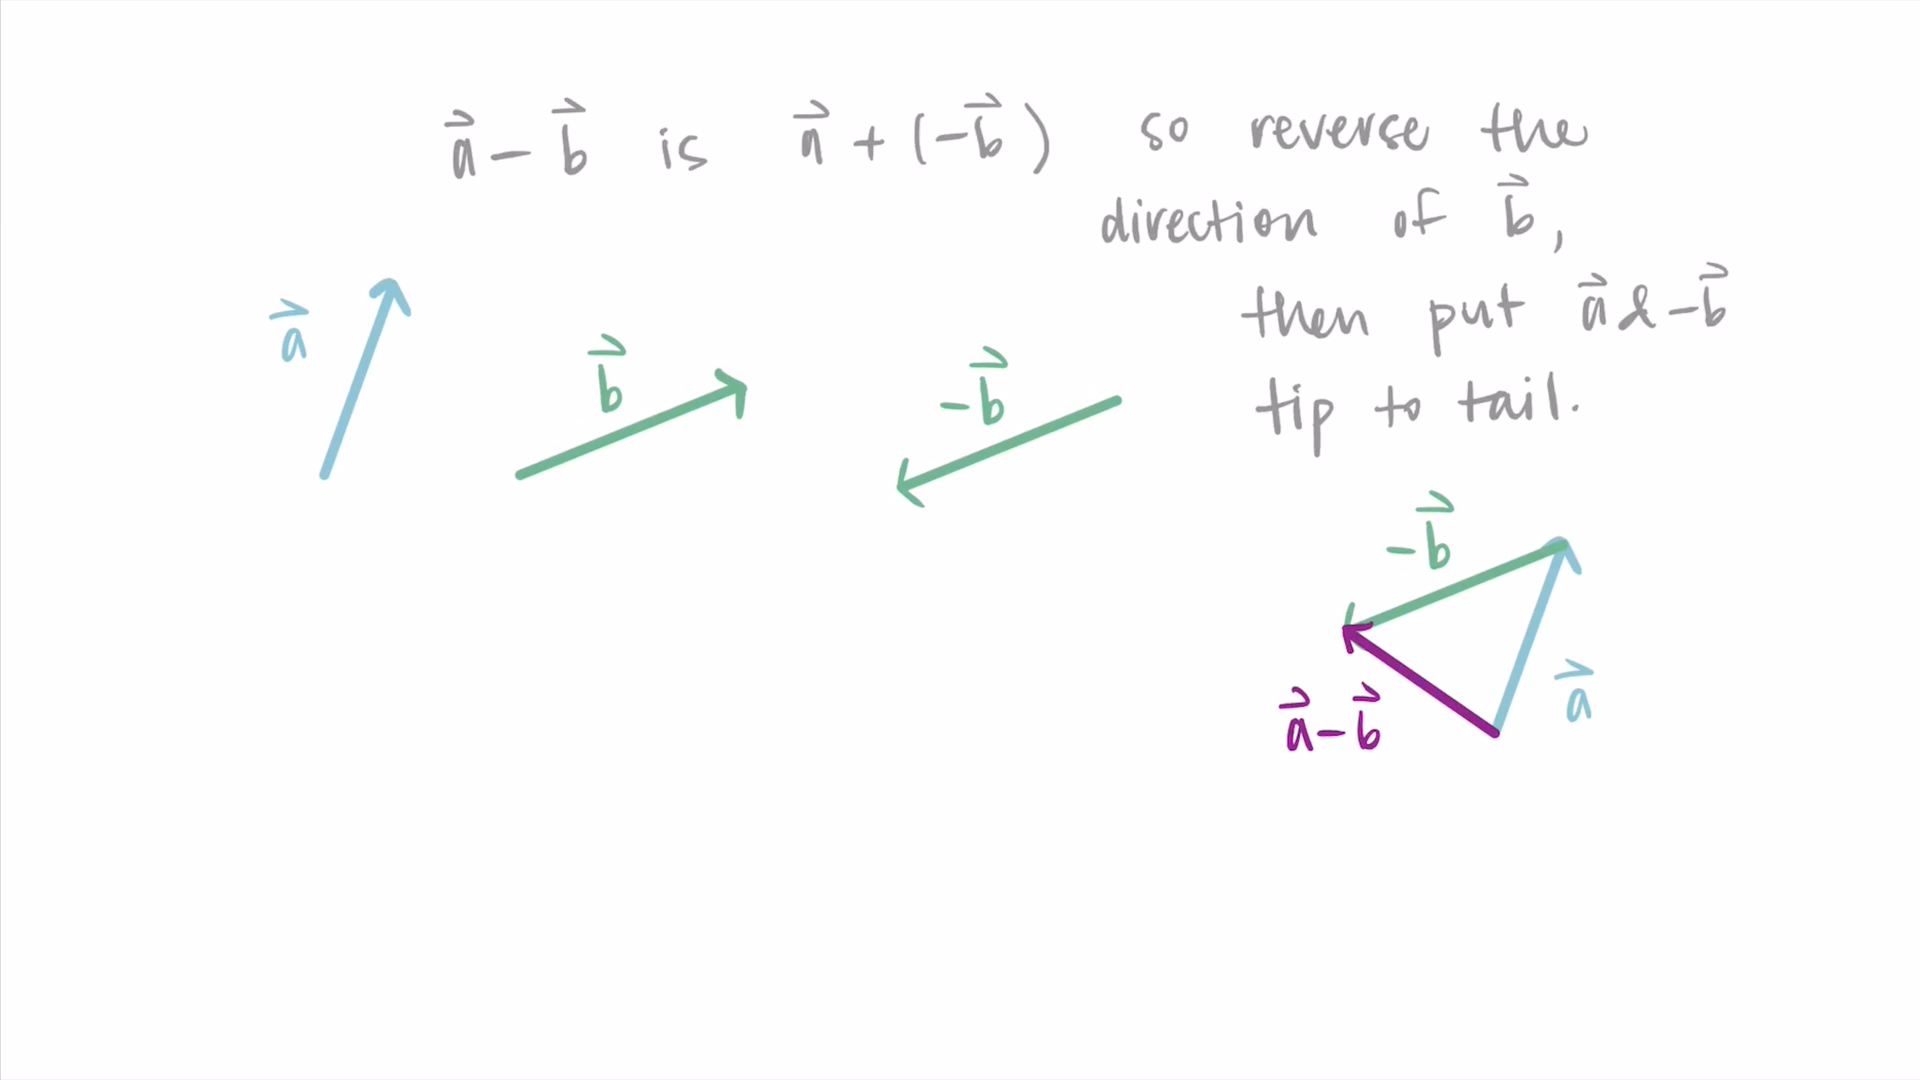 a⃗ − b⃗ is a⃗ + (−b⃗) so reverse the
direction of b⃗,
then put a⃗ & −b⃗
tip to tail.
a⃗
b⃗
−b⃗
−b⃗
a⃗
a⃗ − b⃗